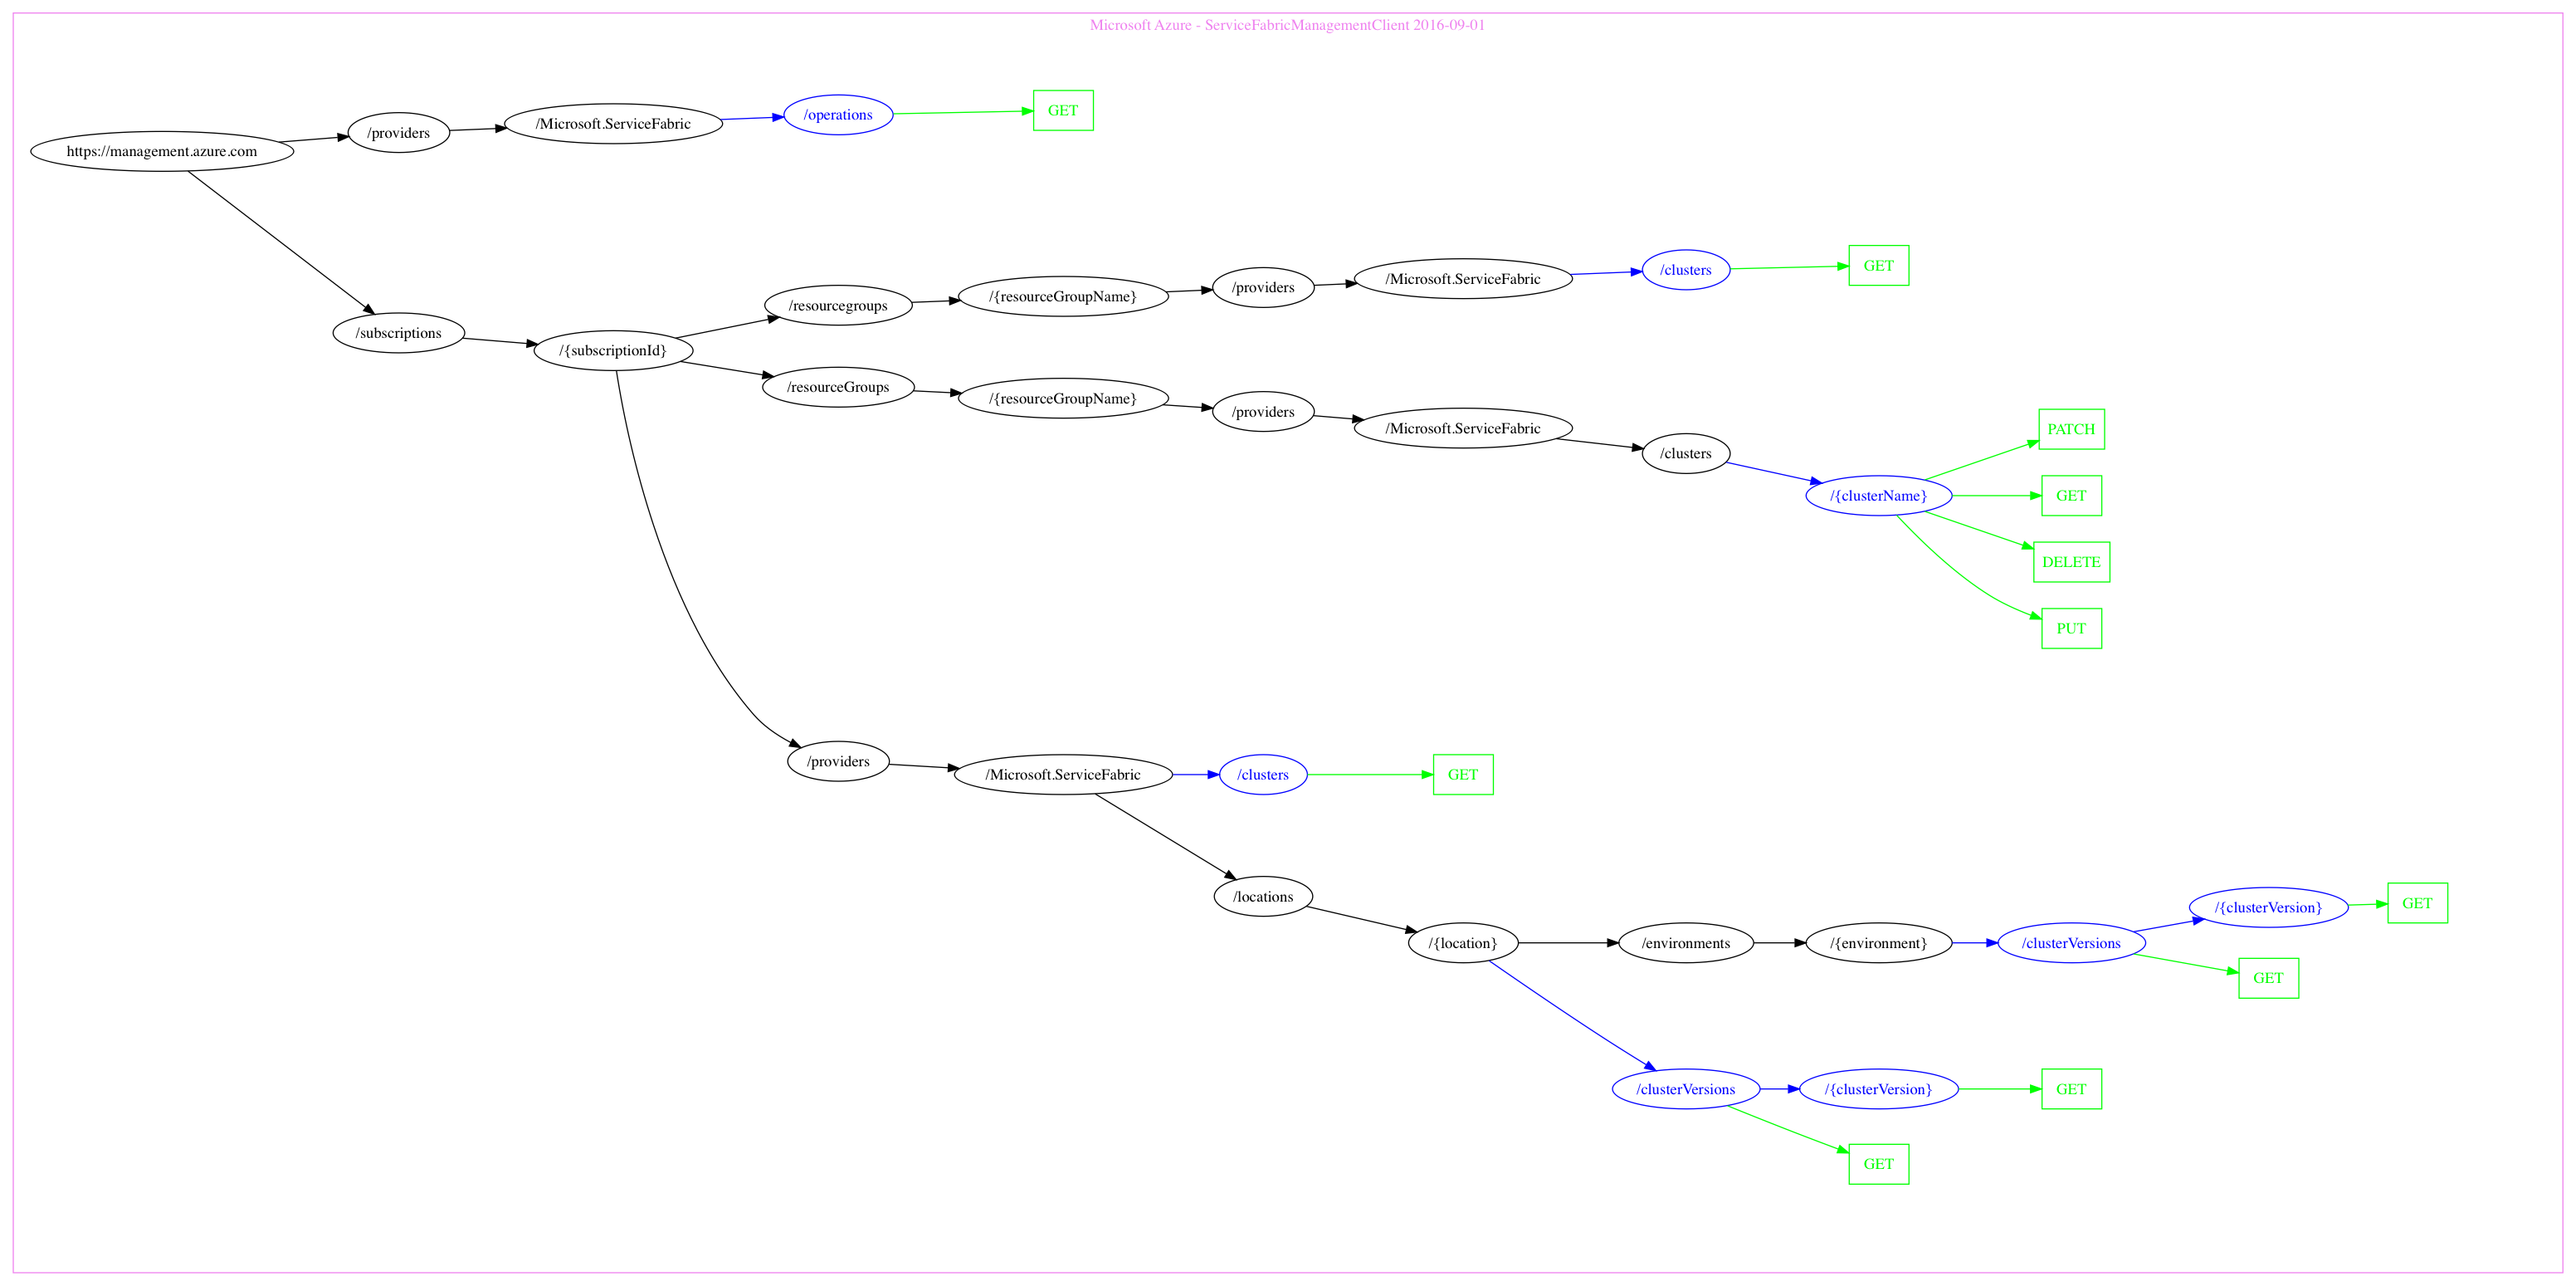 Microsoft Azure - ServiceFabricManagementClient 2016-09-01
https://management.azure.com
/providers
/Microsoft.ServiceFabric
/operations
GET
/subscriptions
/{subscriptionId}
/resourcegroups
/{resourceGroupName}
/providers
/Microsoft.ServiceFabric
/clusters
GET
/resourceGroups
/{resourceGroupName}
/providers
/Microsoft.ServiceFabric
/clusters
/{clusterName}
PATCH
GET
DELETE
PUT
/providers
/Microsoft.ServiceFabric
/clusters
GET
/locations
/{location}
/environments
/{environment}
/clusterVersions
/{clusterVersion}
GET
GET
/clusterVersions
/{clusterVersion}
GET
GET